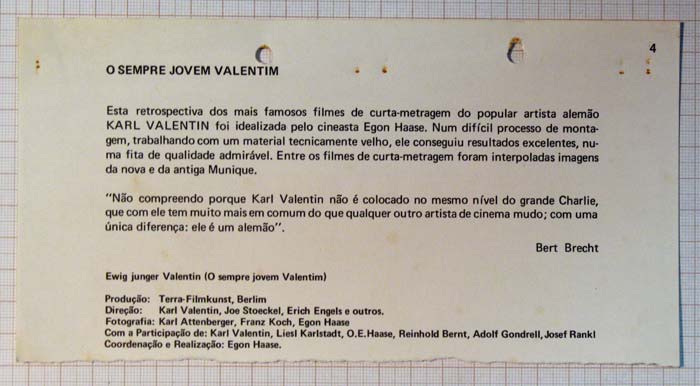 4
O SEMPRE JOVEM VALENTIM
Esta retrospectiva dos mais famosos filmes de curta-metragem do popular artista alemão
KARL VALENTIN foi idealizada pelo cineasta Egon Haase. Num difícil processo de monta-
gem, trabalhando com um material tecnicamente velho, ele conseguiu resultados excelentes, nu-
ma fita de qualidade admirável. Entre os filmes de curta-metragem foram interpoladas imagens
da nova e da antiga Munique.
"Não compreendo porque Karl Valentin não é colocado no mesmo nível do grande Charlie,
que com ele tem muito mais em comum do que qualquer outro artista de cinema mudo; com uma
única diferença: ele é um alemão".
Bert Brecht
Ewig junger Valentin (O sempre jovem Valentim)
Produção: Terra-Filmkunst, Berlim
Direção: Karl Valentin, Joe Stoeckel, Erich Engels e outros.
Fotografia: Karl Attenberger, Franz Koch, Egon Haase
Com a Participação de: Karl Valentin, Liesl Karlstadt, O.E.Haase, Reinhold Bernt, Adolf Gondrell, Josef Rankl
Coordenação e Realização: Egon Haase.